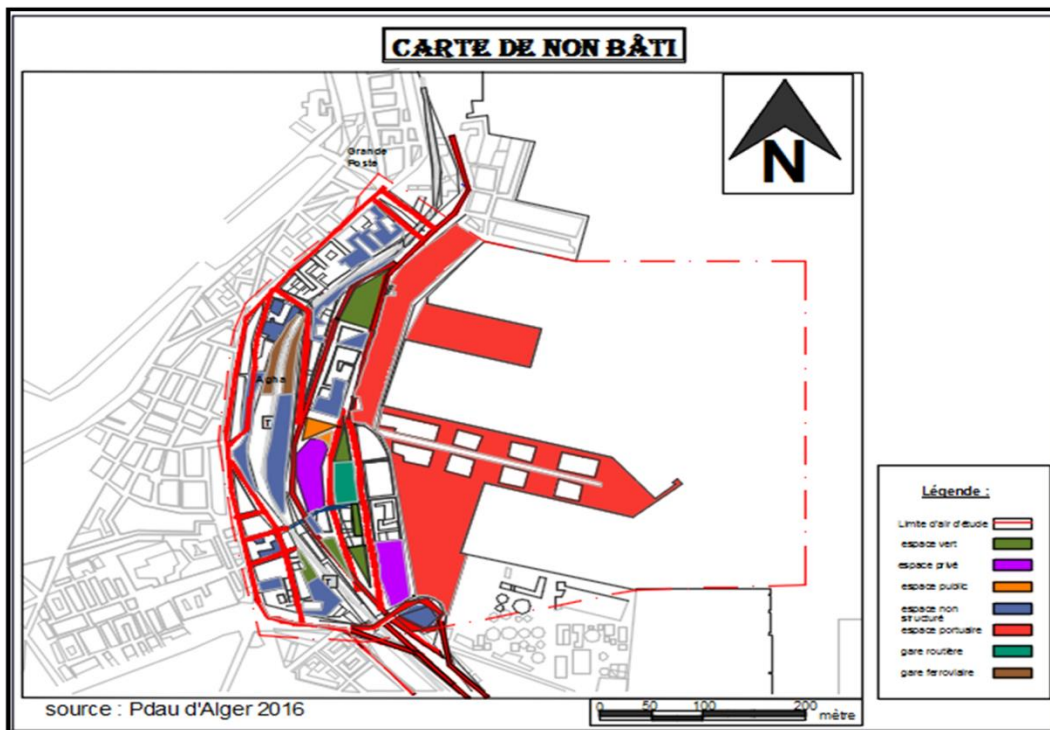 CARTE DE NON BÂTI
N
Grande
Poste
Agha
Légende :
Limite d'air d'étude
espace vert
espace privé
espace public
espace non
structuré
espace portuaire
gare routière
gare ferroviaire
source : Pdau d'Alger 2016
0 50 100 200
mètre